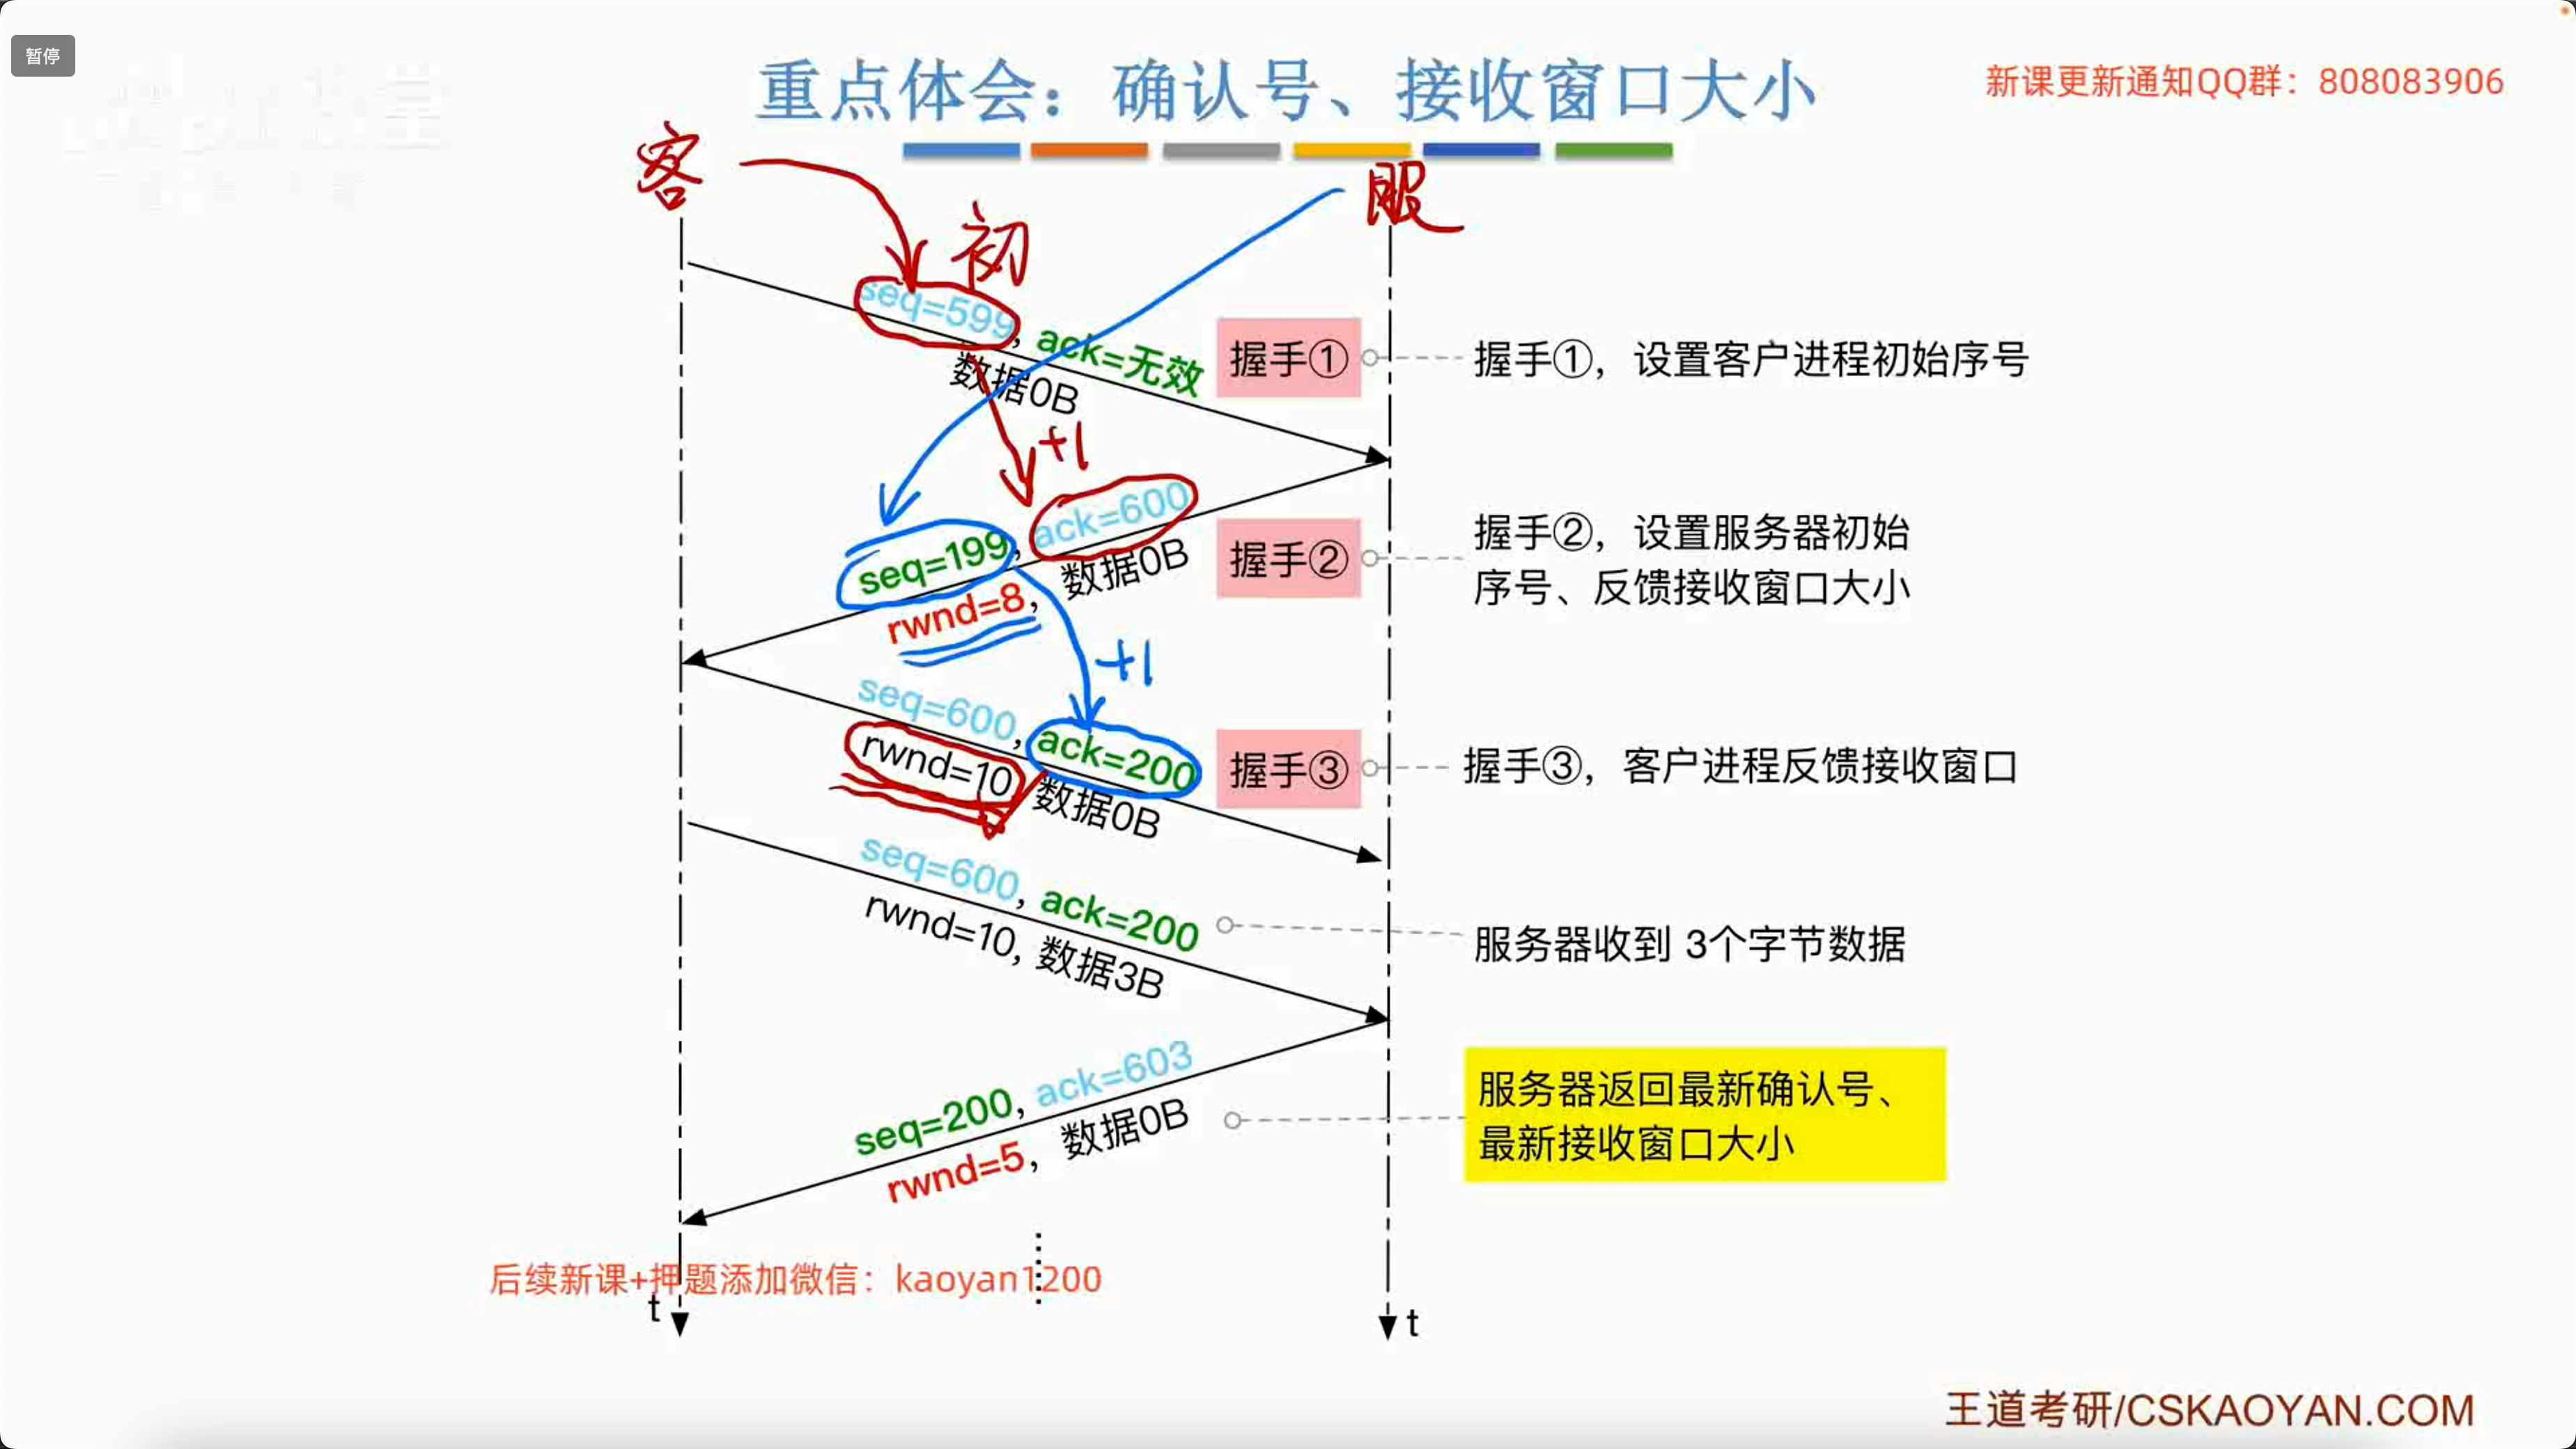 暂停
重点体会：确认号、接收窗口大小
新课更新通知QQ群：808083906
客
服
初
seq=599, ack=无效
数据0B
握手①
握手①，设置客户进程初始序号
+1
seq=199, ack=600
rwnd=8, 数据0B
握手②
握手②，设置服务器初始
序号、反馈接收窗口大小
+1
seq=600, ack=200
rwnd=10 数据0B
握手③
握手③，客户进程反馈接收窗口
seq=600, ack=200
rwnd=10, 数据3B
服务器收到 3个字节数据
seq=200, ack=603
rwnd=5, 数据0B
服务器返回最新确认号、
最新接收窗口大小
后续新课+押题添加微信：kaoyan1200
t
t
王道考研/CSKAOYAN.COM